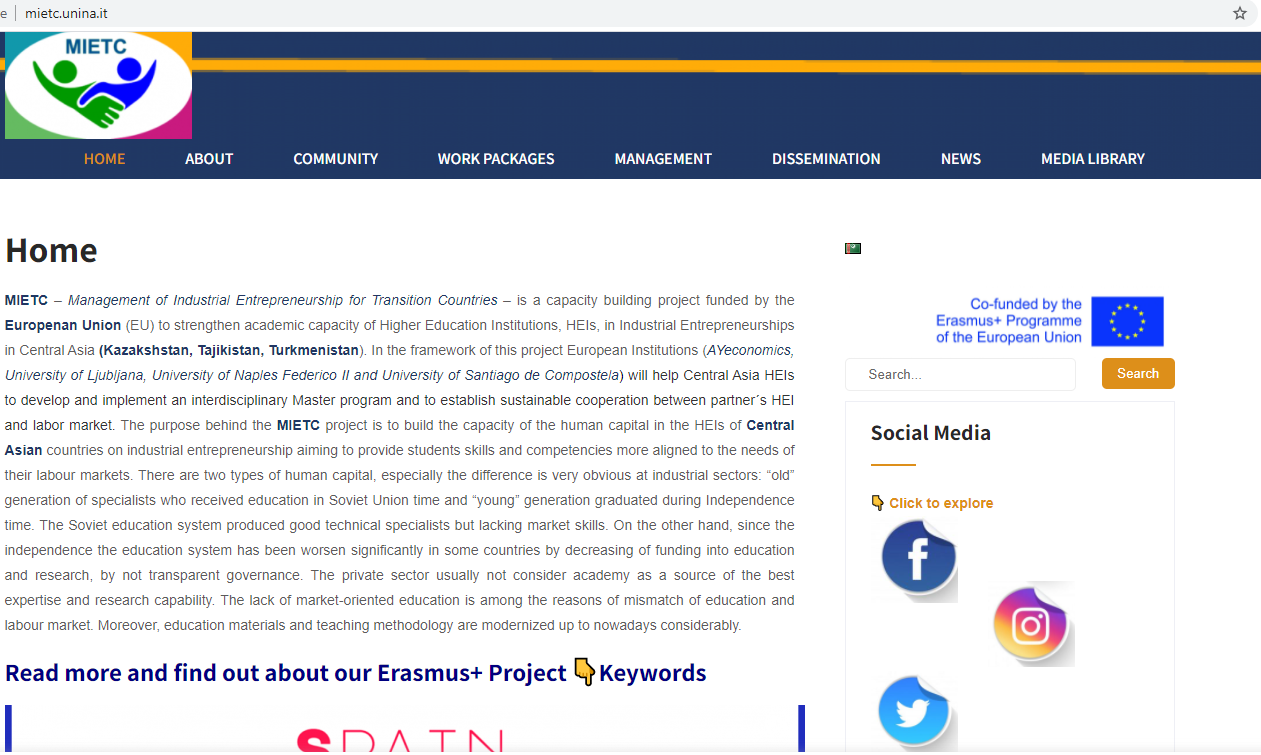 e mietc.unina.it
MIETC
HOME ABOUT COMMUNITY WORK PACKAGES MANAGEMENT DISSEMINATION NEWS MEDIA LIBRARY
Home
MIETC – Management of Industrial Entrepreneurship for Transition Countries – is a capacity building project funded by the
Europenan Union (EU) to strengthen academic capacity of Higher Education Institutions, HEIs, in Industrial Entrepreneurships
in Central Asia (Kazakshstan, Tajikistan, Turkmenistan). In the framework of this project European Institutions (AYeconomics,
University of Ljubljana, University of Naples Federico II and University of Santiago de Compostela) will help Central Asia HEIs
to develop and implement an interdisciplinary Master program and to establish sustainable cooperation between partner´s HEI
and labor market. The purpose behind the MIETC project is to build the capacity of the human capital in the HEIs of Central
Asian countries on industrial entrepreneurship aiming to provide students skills and competencies more aligned to the needs of
their labour markets. There are two types of human capital, especially the difference is very obvious at industrial sectors: “old”
generation of specialists who received education in Soviet Union time and “young” generation graduated during Independence
time. The Soviet education system produced good technical specialists but lacking market skills. On the other hand, since the
independence the education system has been worsen significantly in some countries by decreasing of funding into education
and research, by not transparent governance. The private sector usually not consider academy as a source of the best
expertise and research capability. The lack of market-oriented education is among the reasons of mismatch of education and
labour market. Moreover, education materials and teaching methodology are modernized up to nowadays considerably.
Read more and find out about our Erasmus+ Project 👇Keywords
SPAIN
Co-funded by the
Erasmus+ Programme
of the European Union
Search...
Search
Social Media
👇 Click to explore